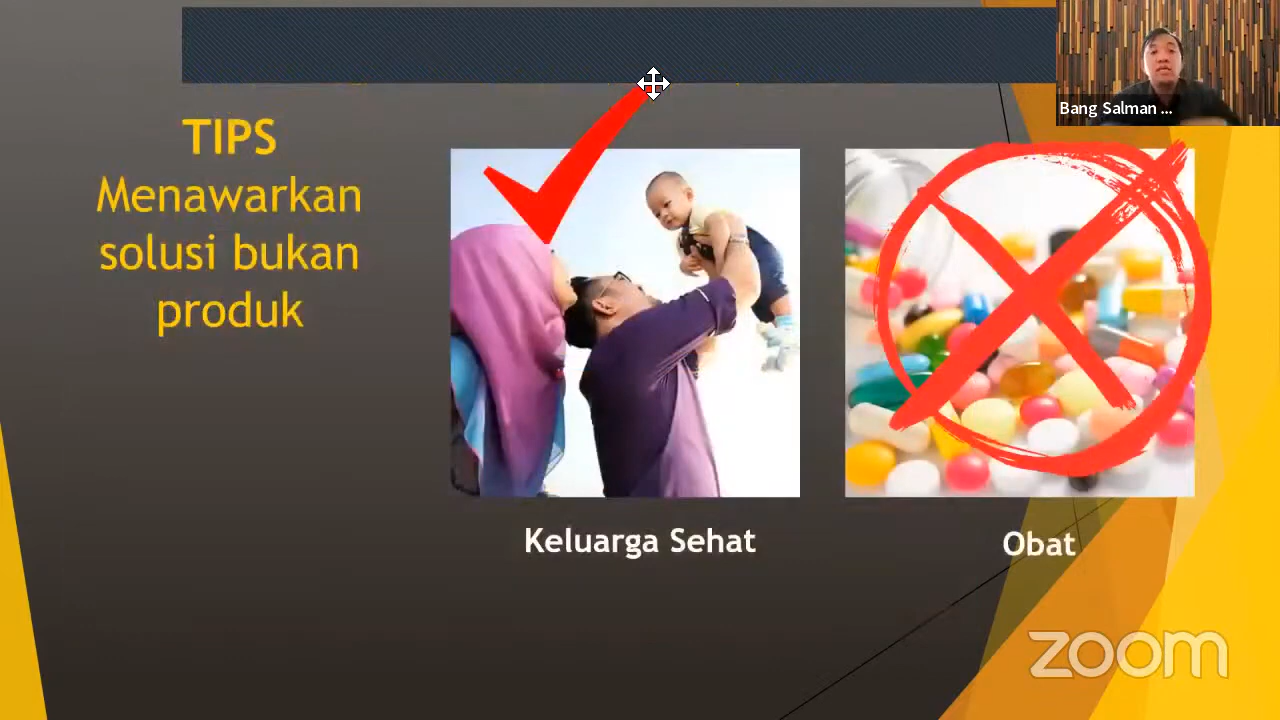 Bang Salman ...
TIPS
Menawarkan
solusi bukan
produk
Keluarga Sehat
Obat
zoom